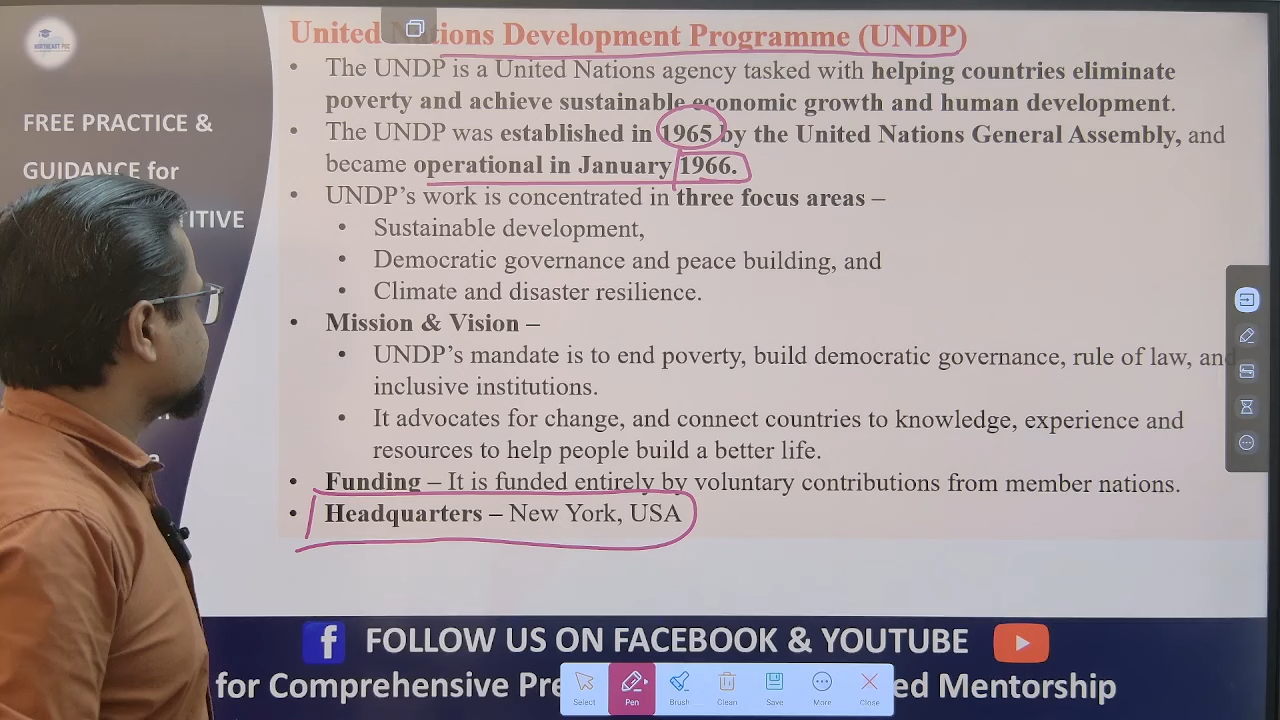 NORTHEAST PSC
FREE PRACTICE &
GUIDANCE for
ITIVE
United Nations Development Programme (UNDP)
• The UNDP is a United Nations agency tasked with helping countries eliminate
poverty and achieve sustainable economic growth and human development.
• The UNDP was established in 1965 by the United Nations General Assembly, and
became operational in January 1966.
• UNDP's work is concentrated in three focus areas –
• Sustainable development,
• Democratic governance and peace building, and
• Climate and disaster resilience.
• Mission & Vision –
• UNDP's mandate is to end poverty, build democratic governance, rule of law, and
inclusive institutions.
• It advocates for change, and connect countries to knowledge, experience and
resources to help people build a better life.
• Funding – It is funded entirely by voluntary contributions from member nations.
• Headquarters – New York, USA
f FOLLOW US ON FACEBOOK & YOUTUBE
for Comprehensive Pre ed Mentorship
Select Pen Brush Clean Save More Close